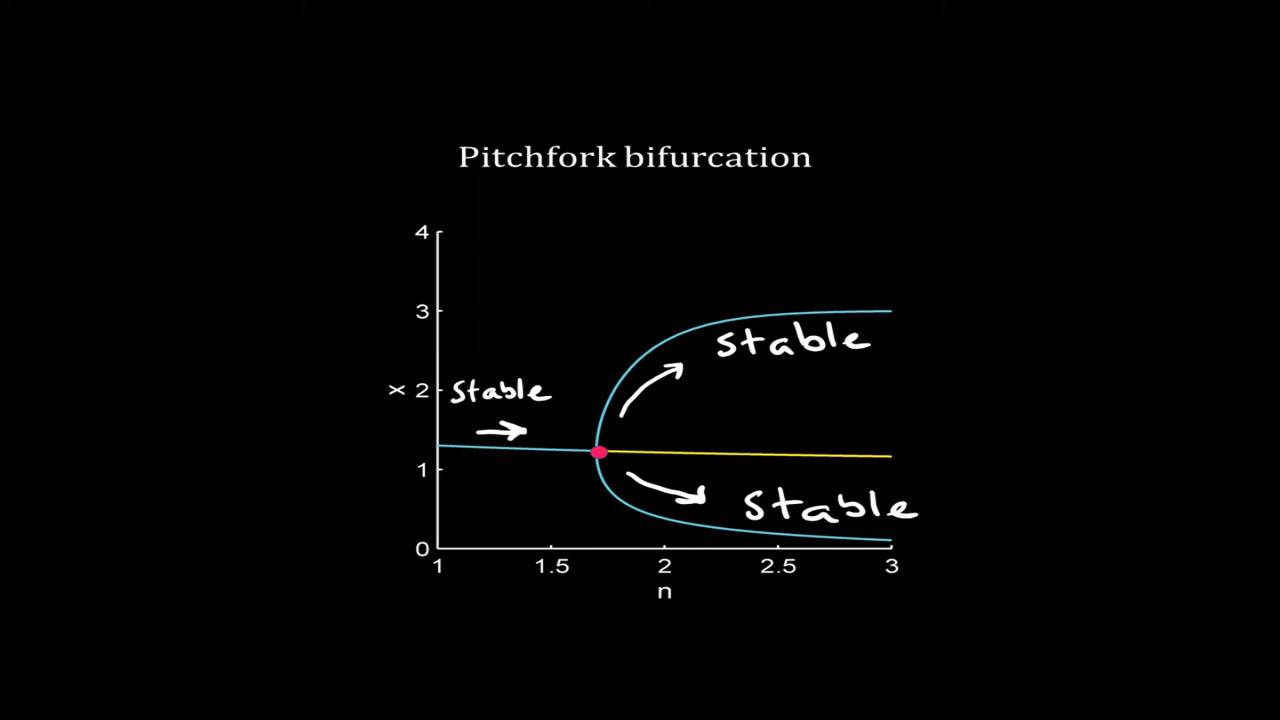 Pitchfork bifurcation
4
3
stable
x 2 stable
1
stable
0
1 1.5 2 2.5 3
n